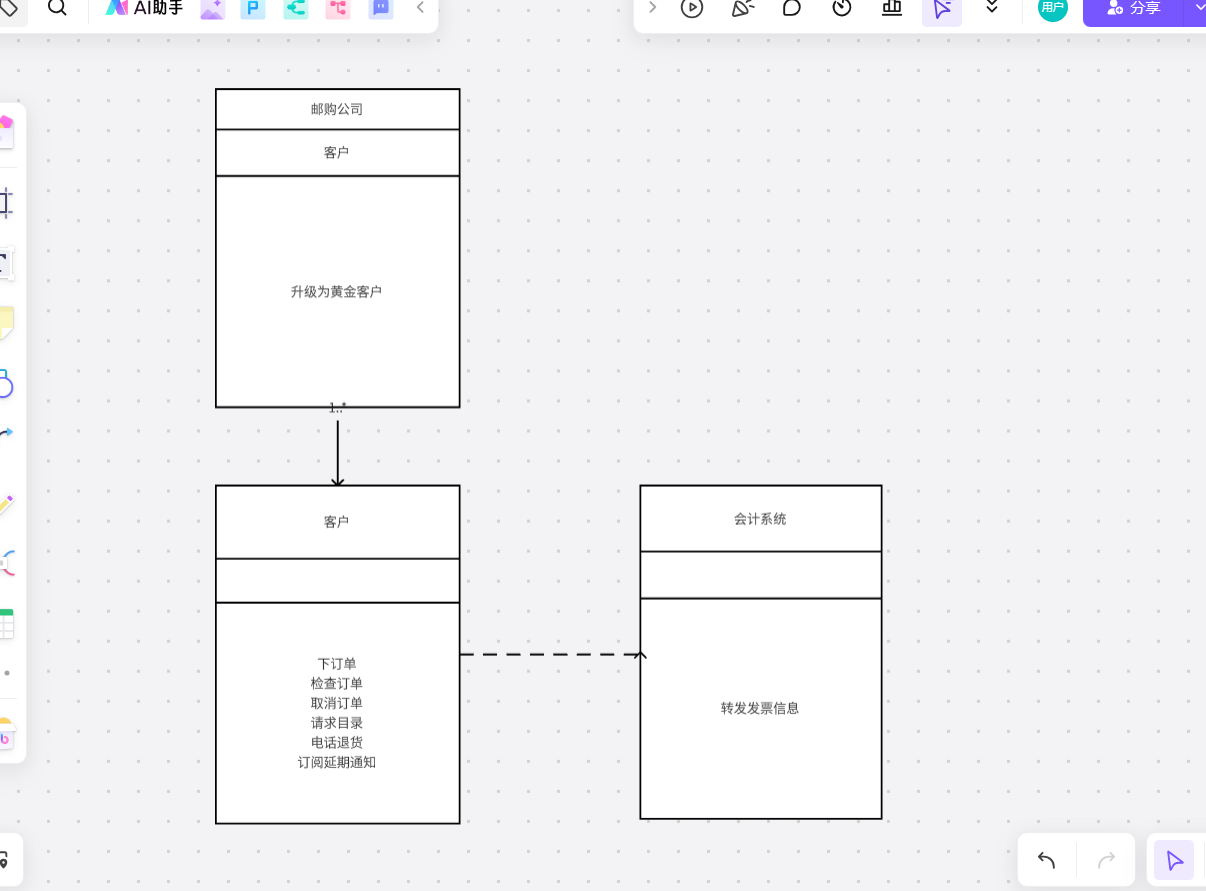 AI助手
用户
分享
邮购公司
客户
升级为黄金客户
1..*
客户
会计系统
下订单
检查订单
取消订单
请求目录
电话退货
订阅延期通知
转发发票信息